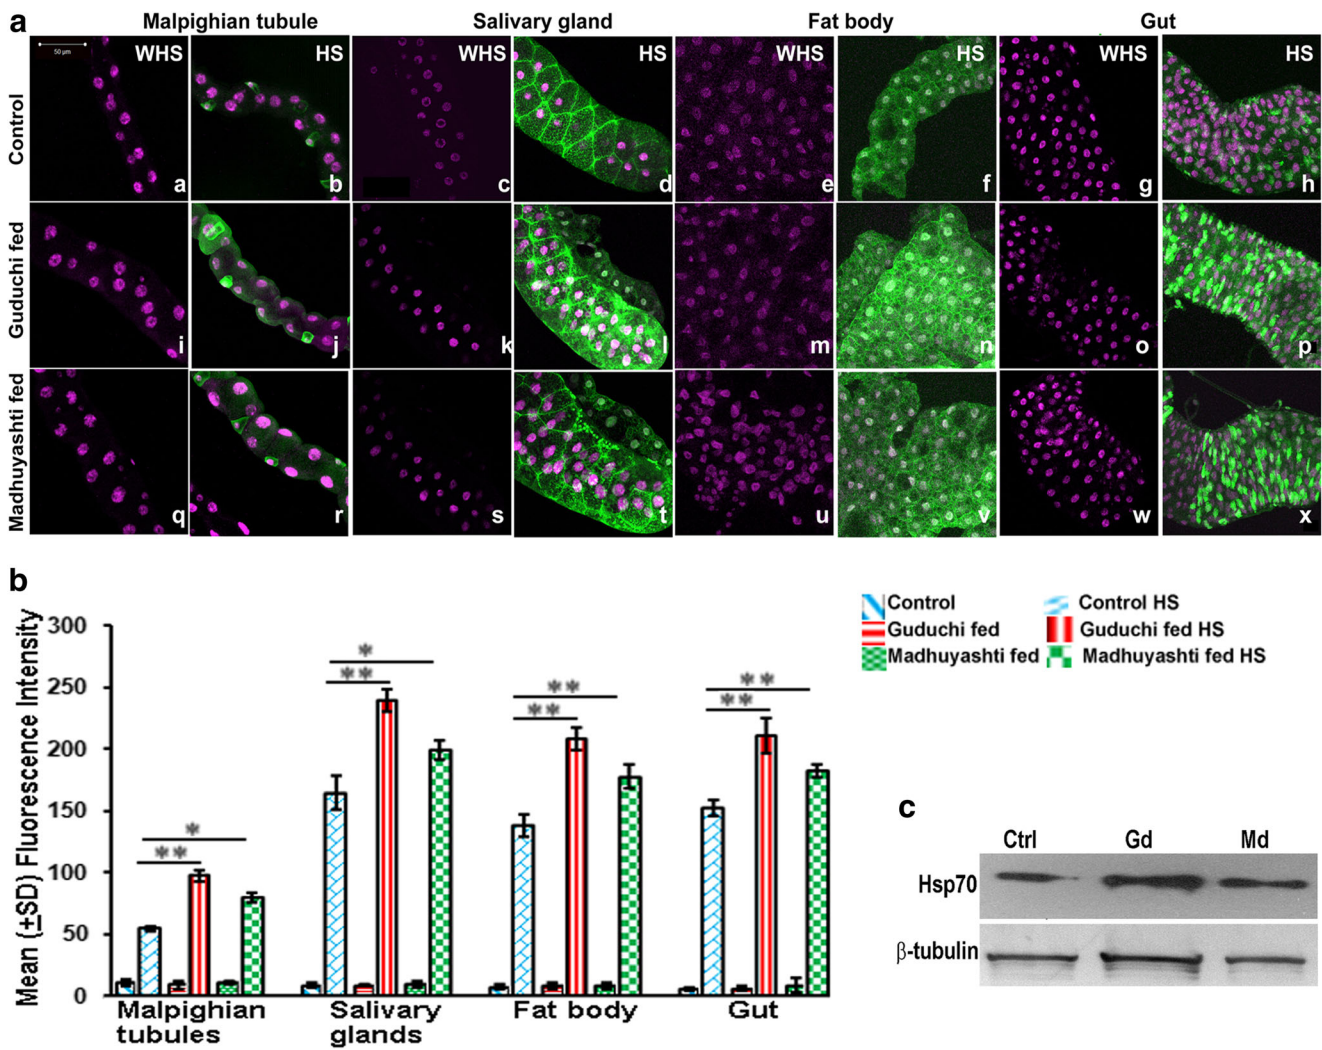 a
Malpighian tubule Salivary gland Fat body Gut
50 µm WHS HS WHS HS WHS HS WHS HS
Control
a b c d e f g h
Guduchi fed
i j k l m n o p
Madhuyashti fed
q r s t u v w x
b
Mean (±SD) Fluorescence Intensity
300
250
200
150
100
50
0
** *
** *
** **
** **
Malpighian tubules
Salivary glands
Fat body
Gut
Control Control HS
Guduchi fed Guduchi fed HS
Madhuyashti fed Madhuyashti fed HS
c
Ctrl Gd Md
Hsp70
β-tubulin